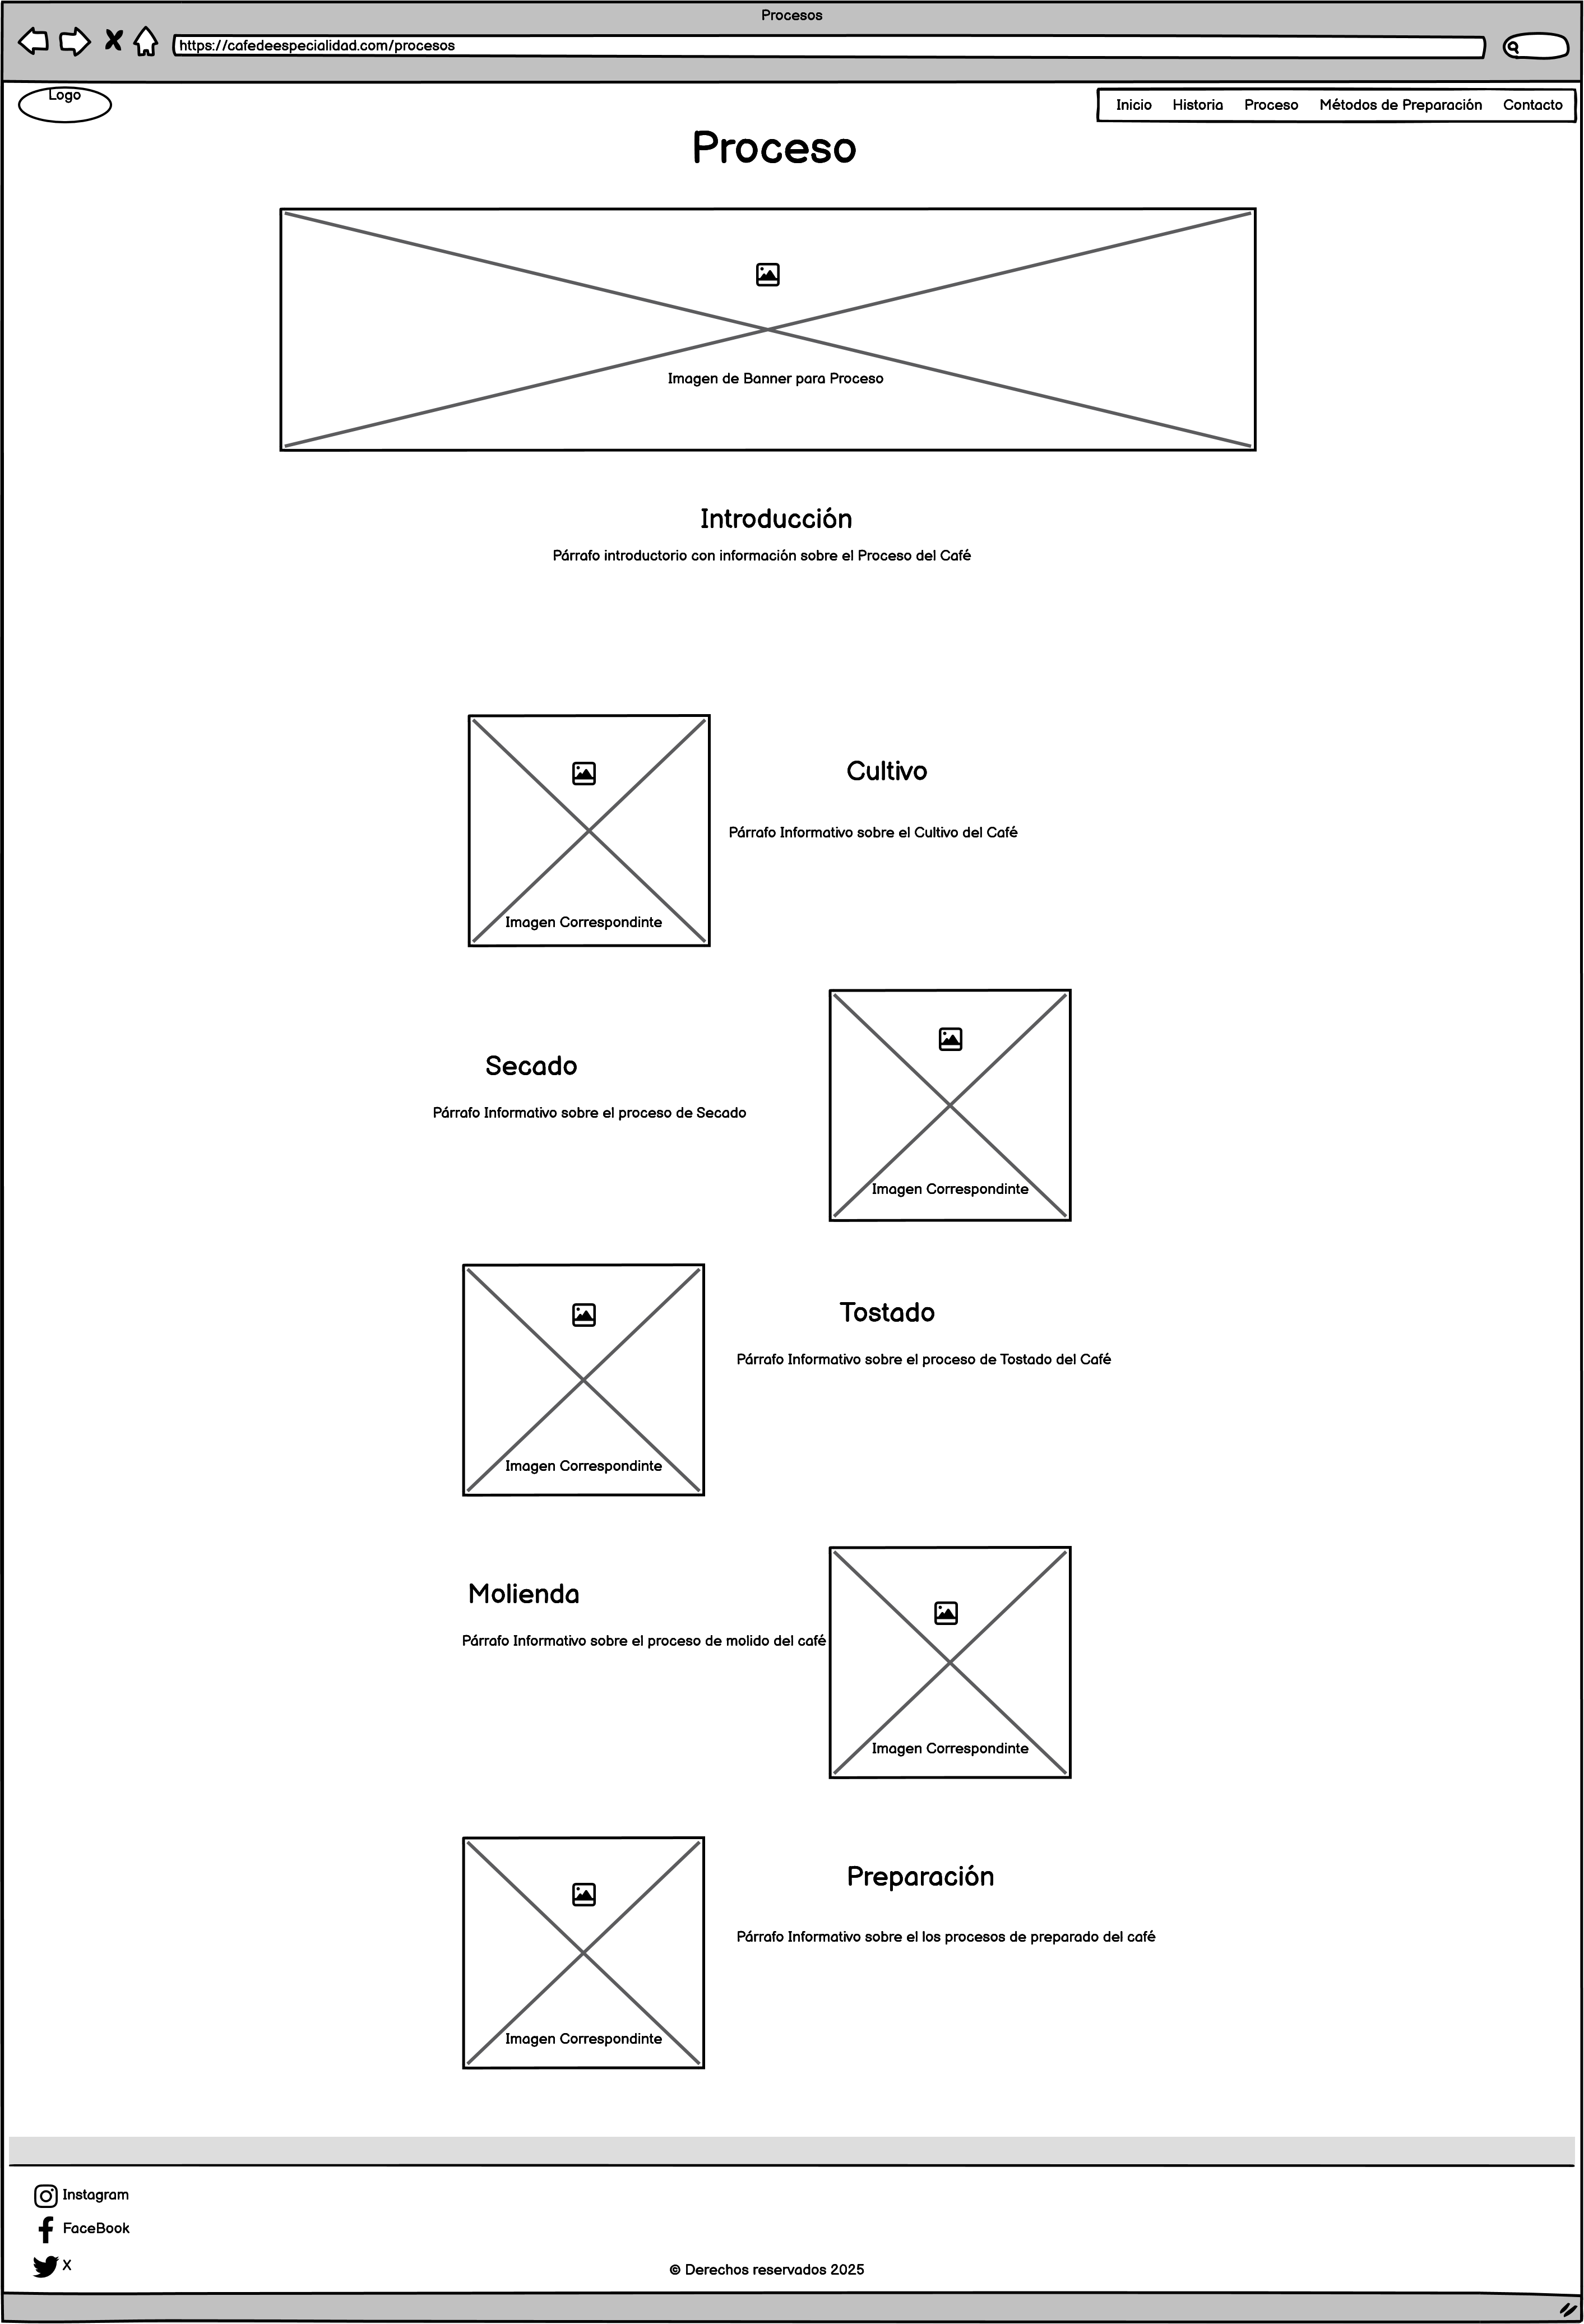 Procesos
https://cafedeespecialidad.com/procesos
Logo
Inicio Historia Proceso Métodos de Preparación Contacto
Proceso
Imagen de Banner para Proceso
Introducción
Párrafo introductorio con información sobre el Proceso del Café
Cultivo
Párrafo Informativo sobre el Cultivo del Café
Imagen Correspondinte
Secado
Párrafo Informativo sobre el proceso de Secado
Imagen Correspondinte
Tostado
Párrafo Informativo sobre el proceso de Tostado del Café
Imagen Correspondinte
Molienda
Párrafo Informativo sobre el proceso de molido del café
Imagen Correspondinte
Preparación
Párrafo Informativo sobre el los procesos de preparado del café
Imagen Correspondinte
Instagram
FaceBook
X
© Derechos reservados 2025